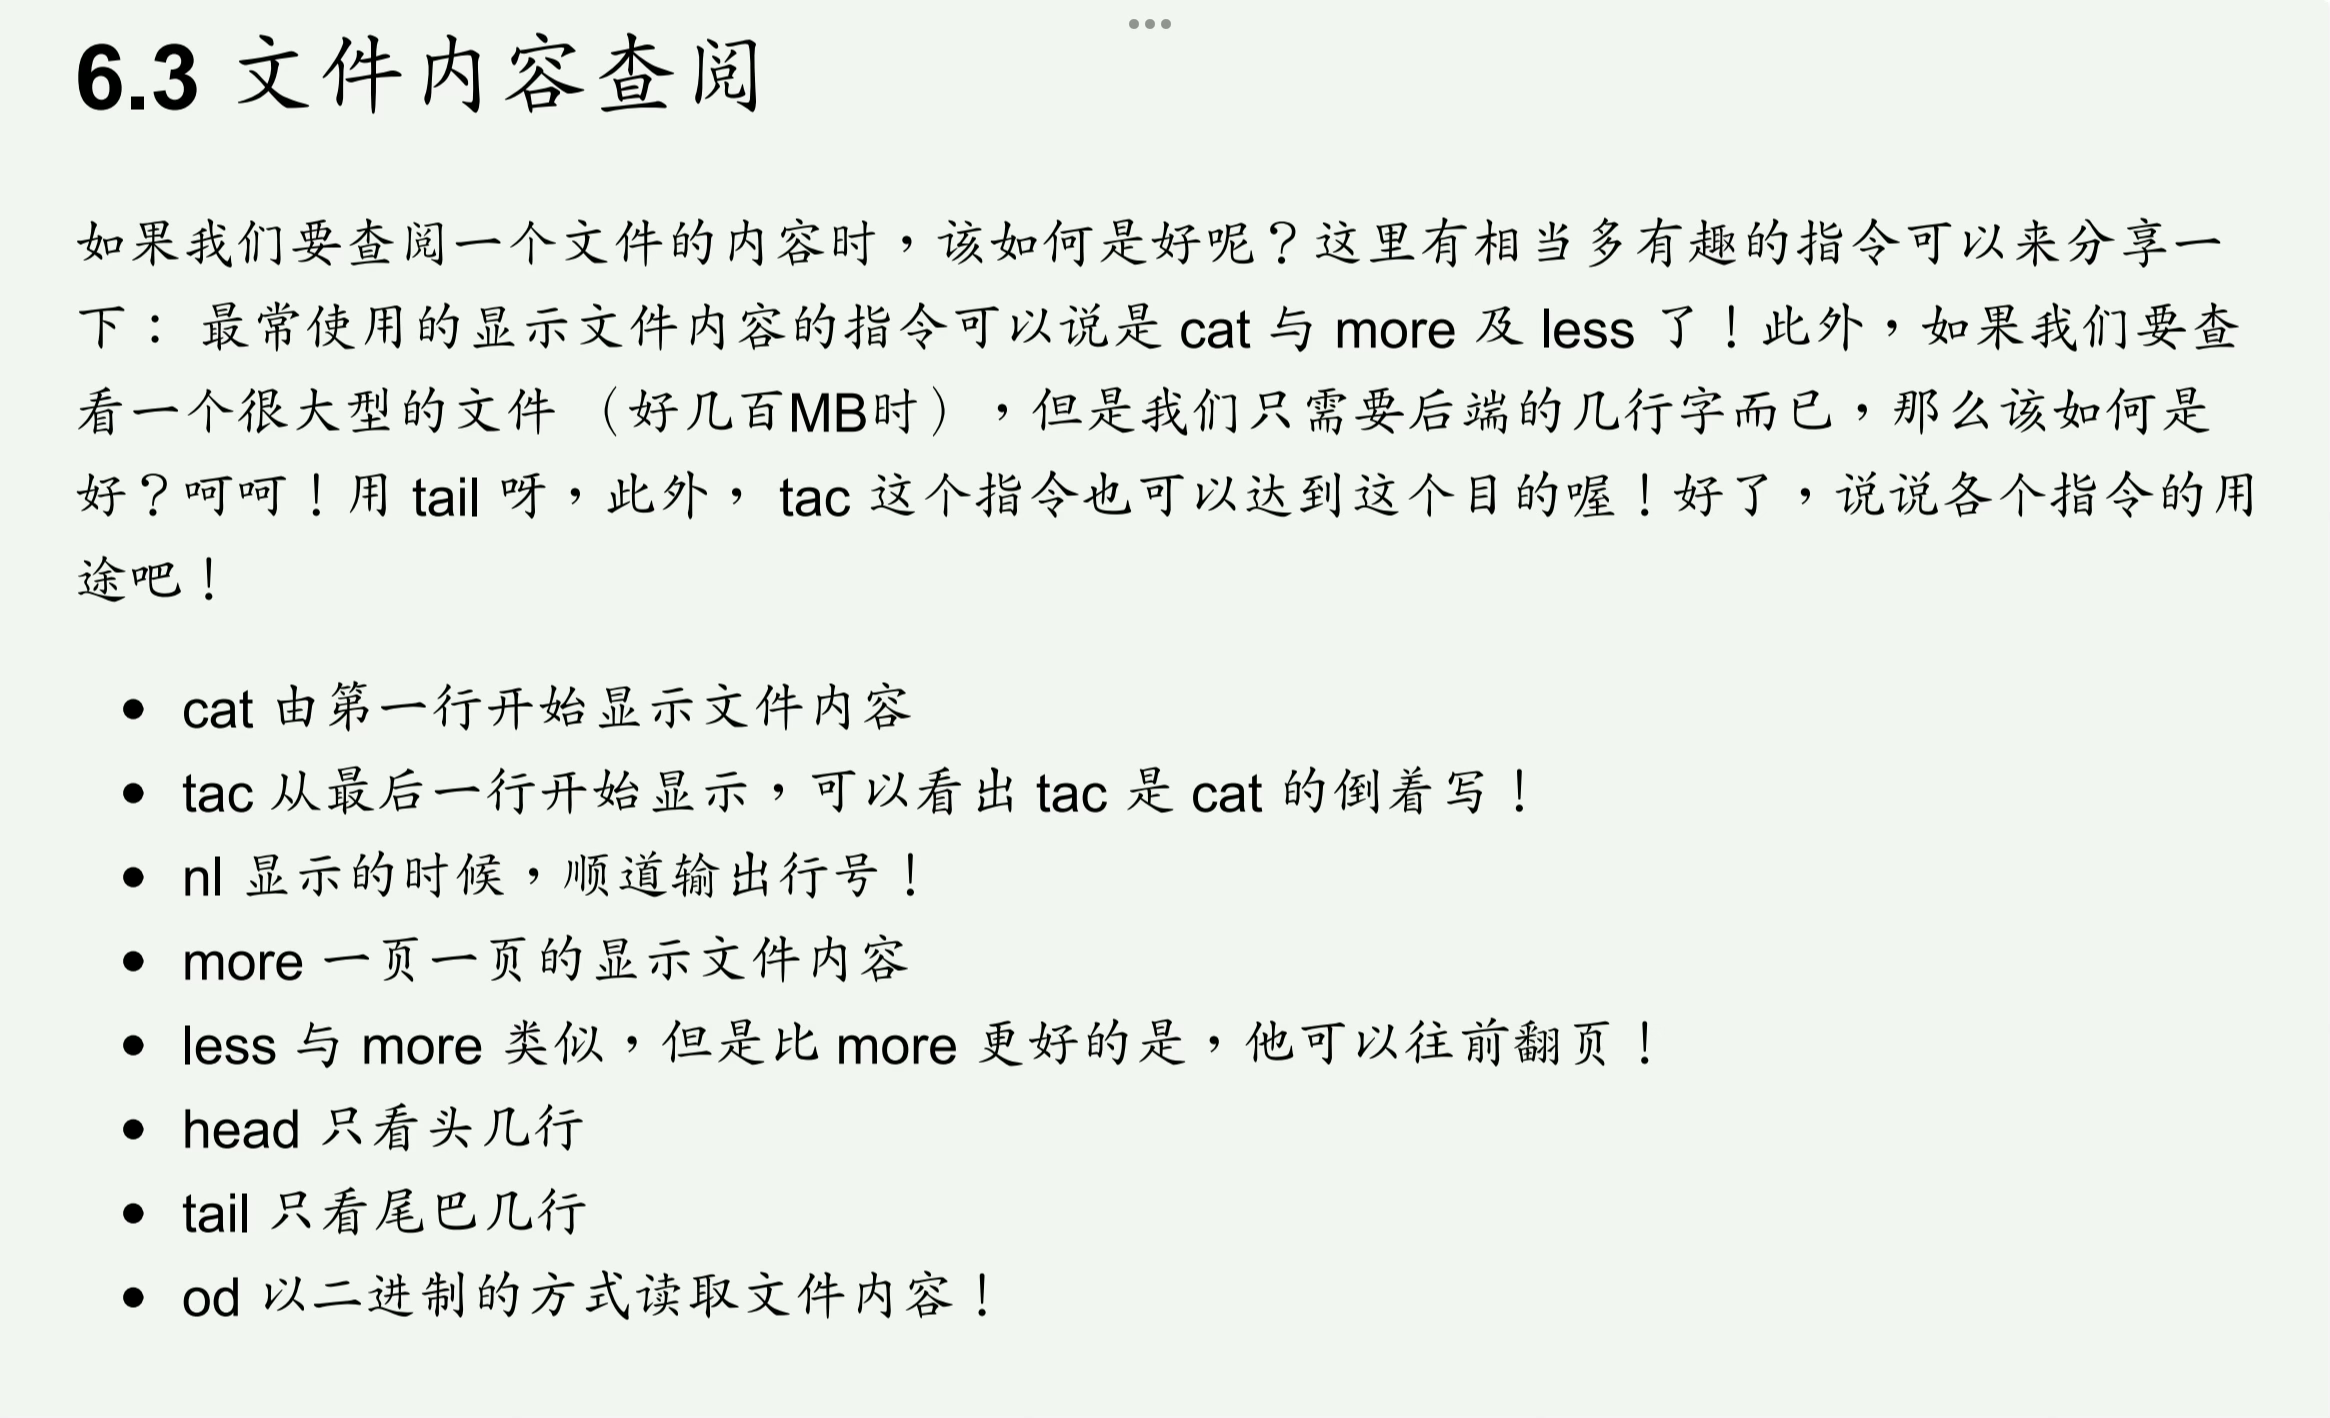 6.3 文件内容查阅
如果我们要查阅一个文件的内容时，该如何是好呢？这里有相当多有趣的指令可以来分享一
下： 最常使用的显示文件内容的指令可以说是 cat 与 more 及 less 了！此外，如果我们要查
看一个很大型的文件 （好几百MB时），但是我们只需要后端的几行字而已，那么该如何是
好？呵呵！用 tail 呀，此外， tac 这个指令也可以达到这个目的喔！好了，说说各个指令的用
途吧！
• cat 由第一行开始显示文件内容
• tac 从最后一行开始显示，可以看出 tac 是 cat 的倒着写！
• nl 显示的时候，顺道输出行号！
• more 一页一页的显示文件内容
• less 与 more 类似，但是比 more 更好的是，他可以往前翻页！
• head 只看头几行
• tail 只看尾巴几行
• od 以二进制的方式读取文件内容！